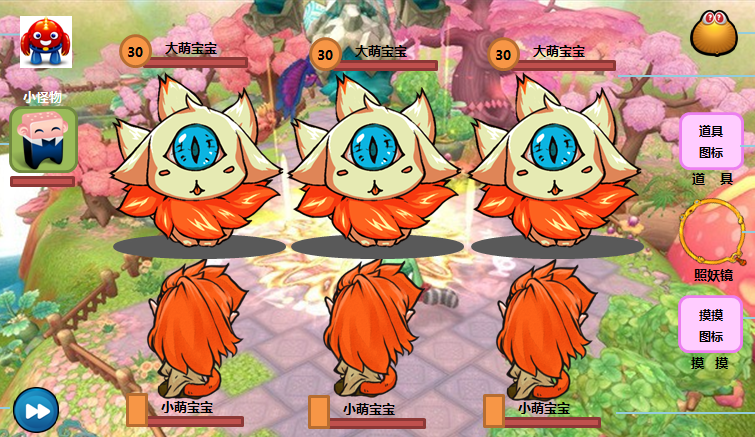 30 大萌宝宝
30 大萌宝宝
30 大萌宝宝
小怪物
道具
图标
道 具
照妖镜
摸摸
图标
摸 摸
小萌宝宝
小萌宝宝
小萌宝宝